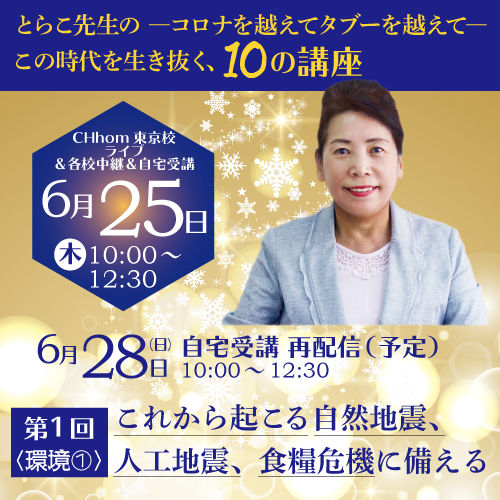 とらこ先生の ―コロナを越えてタブーを越えて―
この時代を生き抜く、10の講座
CHhom 東京校
ライブ
&各校中継&自宅受講
6月25日
木 10:00～
12:30
6月28日(日) 自宅受講 再配信(予定)
10:00～12:30
第1回 これから起こる自然地震、
〈環境①〉 人工地震、食糧危機に備える